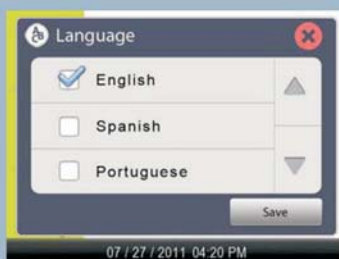 Language
English
Spanish
Portuguese
Save
07 / 27 / 2011 04:20 PM